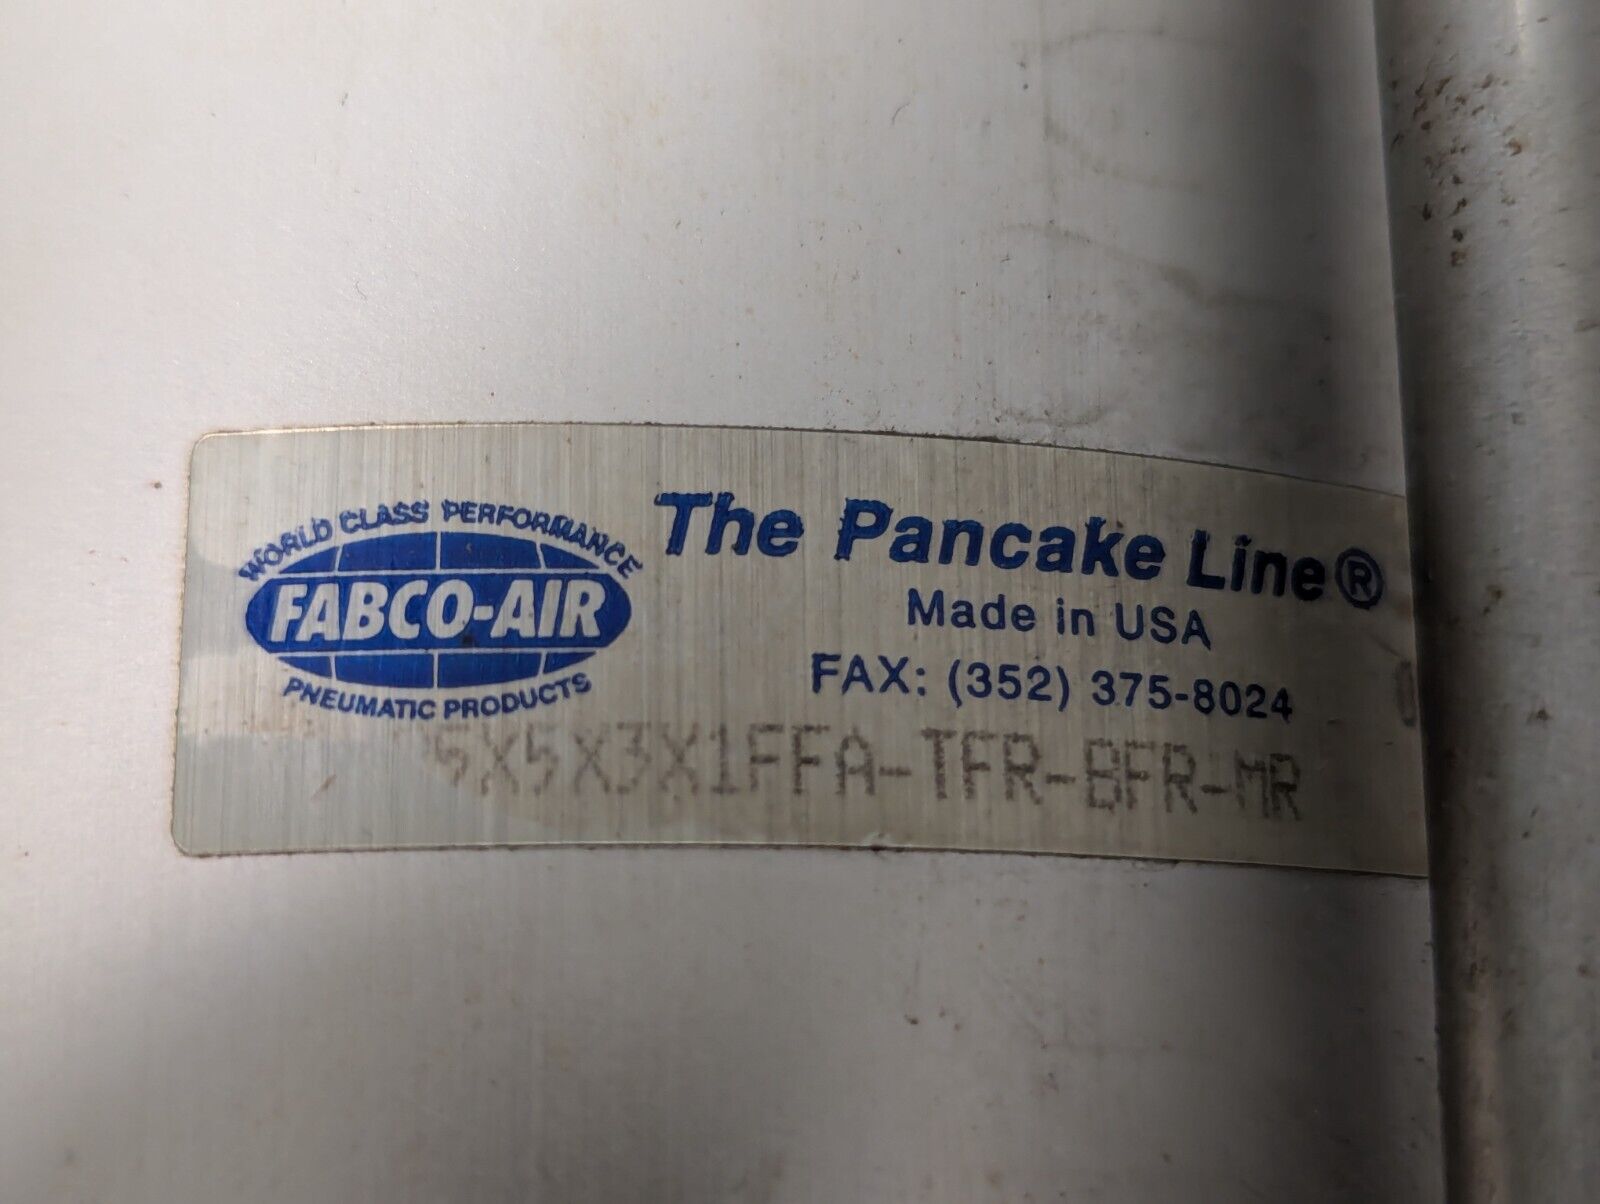 WORLD CLASS PERFORMANCE
FABCO-AIR
PNEUMATIC PRODUCTS
The Pancake Line®
Made in USA
FAX: (352) 375-8024
5X5X3X1FFA-TFR-BFR-MR